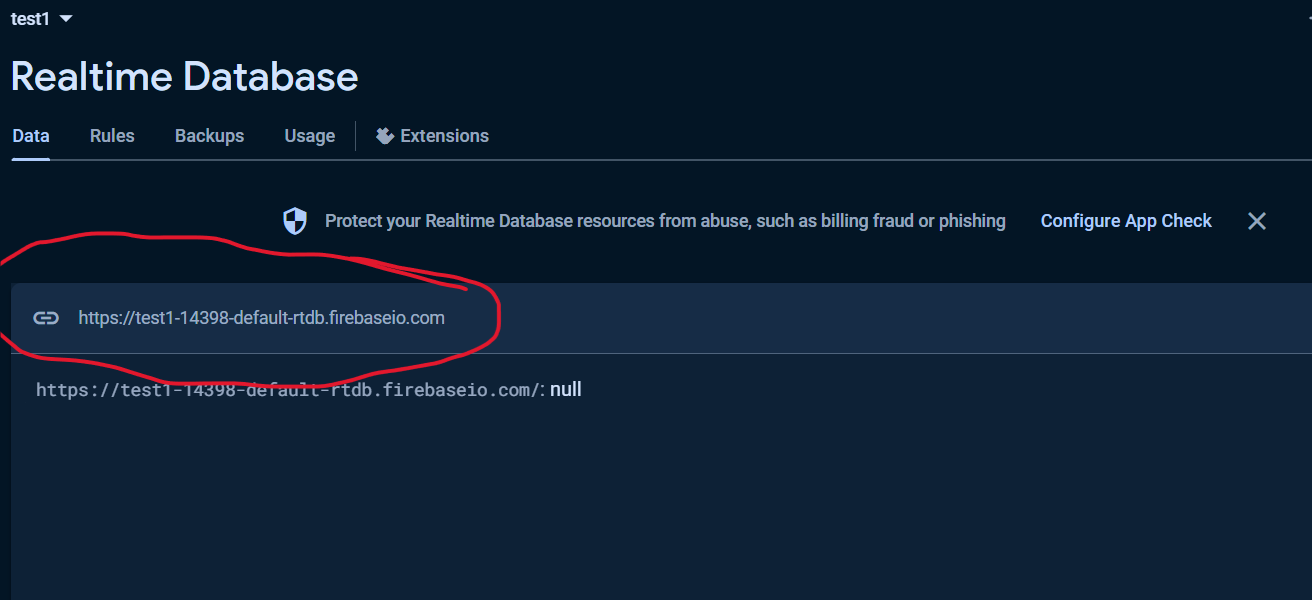 test1
Realtime Database
Data Rules Backups Usage Extensions
Protect your Realtime Database resources from abuse, such as billing fraud or phishing Configure App Check
https://test1-14398-default-rtdb.firebaseio.com
https://test1-14398-default-rtdb.firebaseio.com/: null